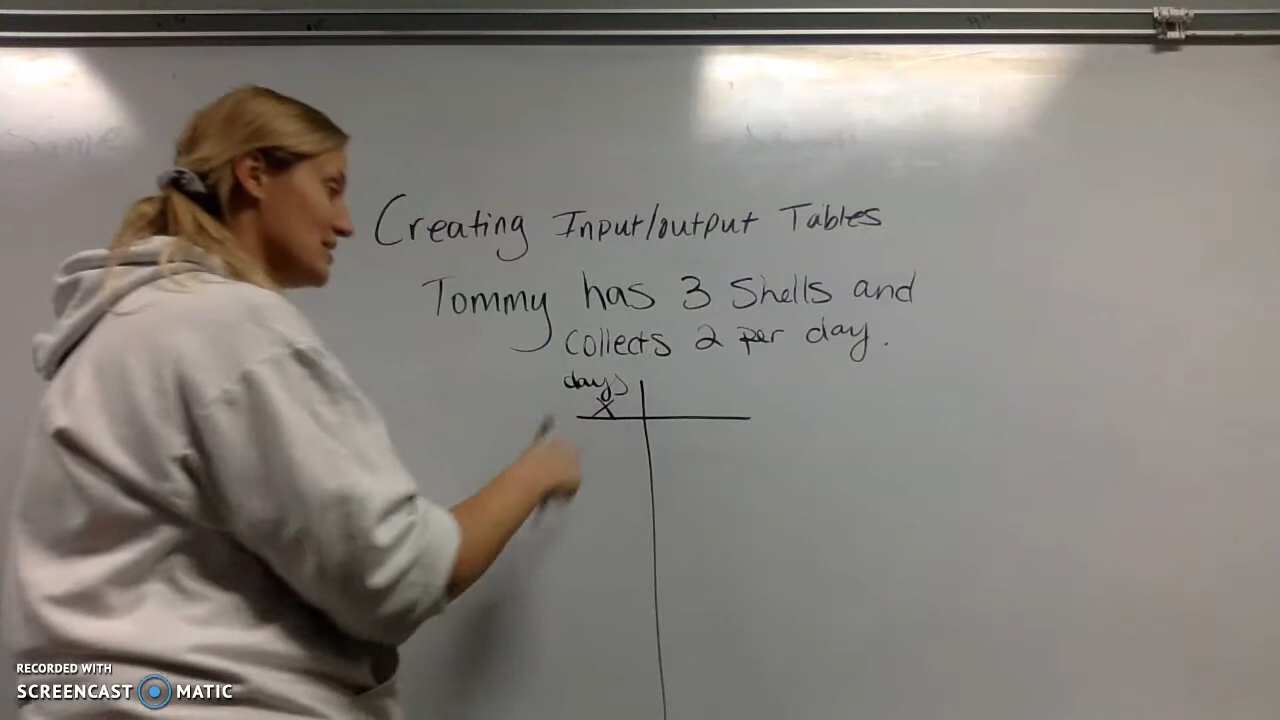 Creating Input/output Tables
Tommy has 3 Shells and
Collects 2 per day.
days
X
RECORDED WITH
SCREENCAST MATIC